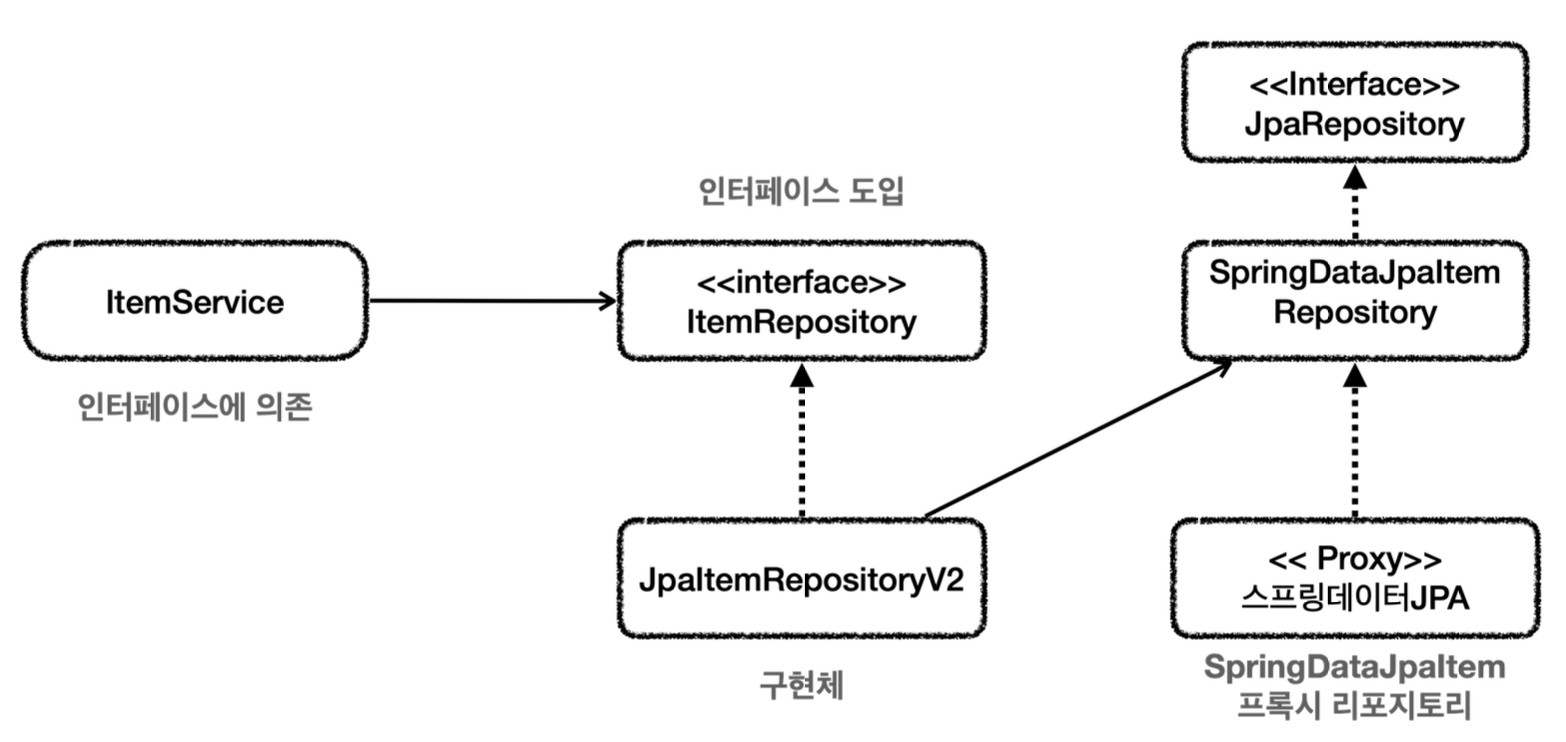 <<Interface>>
JpaRepository
인터페이스 도입
ItemService
<<interface>>
ItemRepository
SpringDataJpaItem
Repository
인터페이스에 의존
JpaItemRepositoryV2
<< Proxy>>
스프링데이터JPA
구현체
SpringDataJpaItem
프록시 리포지토리